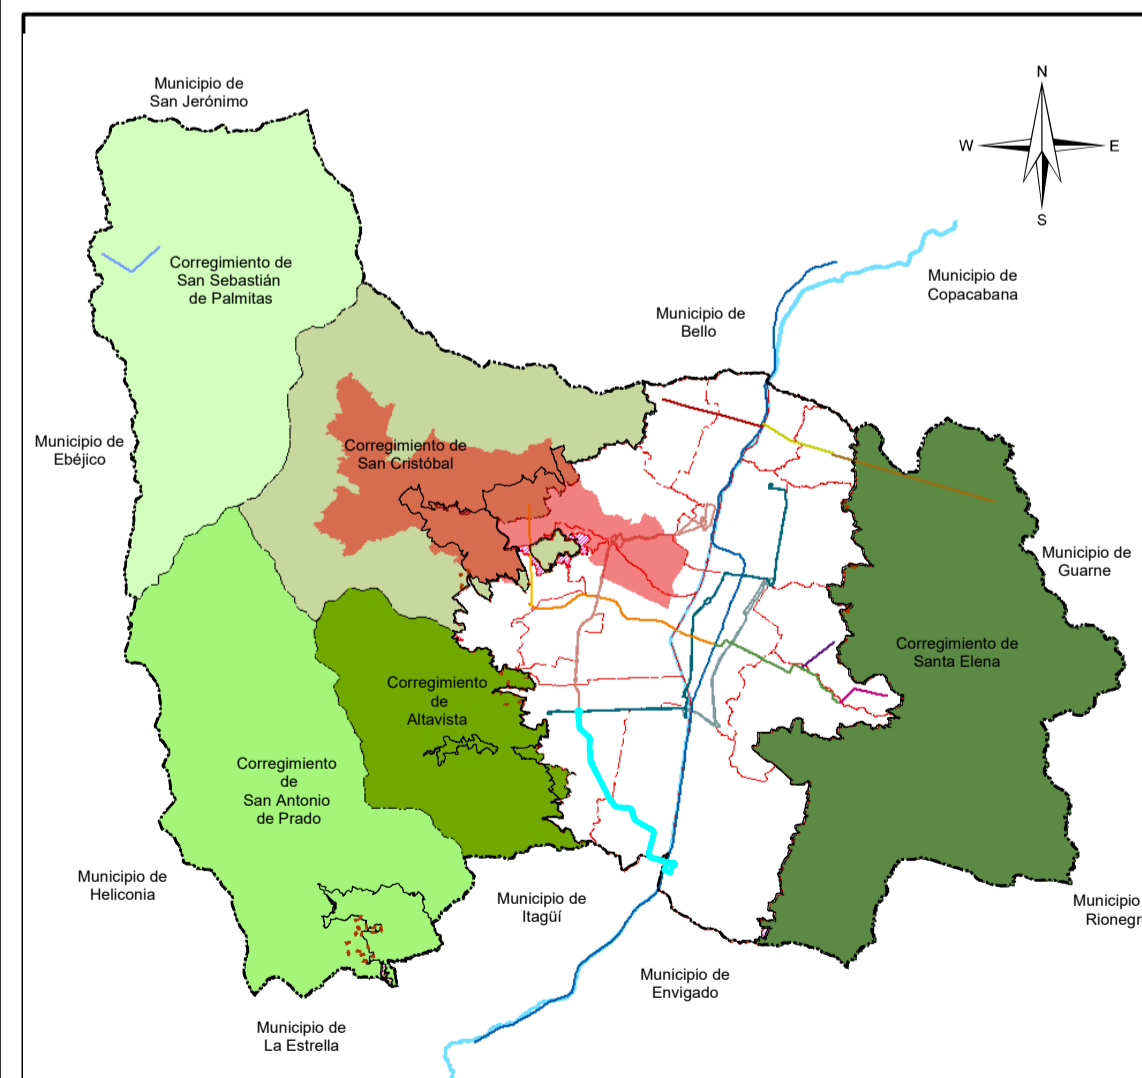 Municipio de
San Jerónimo
N
W
E
S
Corregimiento de
San Sebastián
de Palmitas
Municipio de
Copacabana
Municipio de
Bello
Municipio de
Ebéjico
Corregimiento de
San Cristóbal
Municipio de
Guarne
Corregimiento de
Santa Elena
Corregimiento
de
Altavista
Corregimiento
de
San Antonio
de Prado
Municipio de
Heliconia
Municipio de
Itagüí
Municipio
Rionegr
Municipio de
Envigado
Municipio de
La Estrella